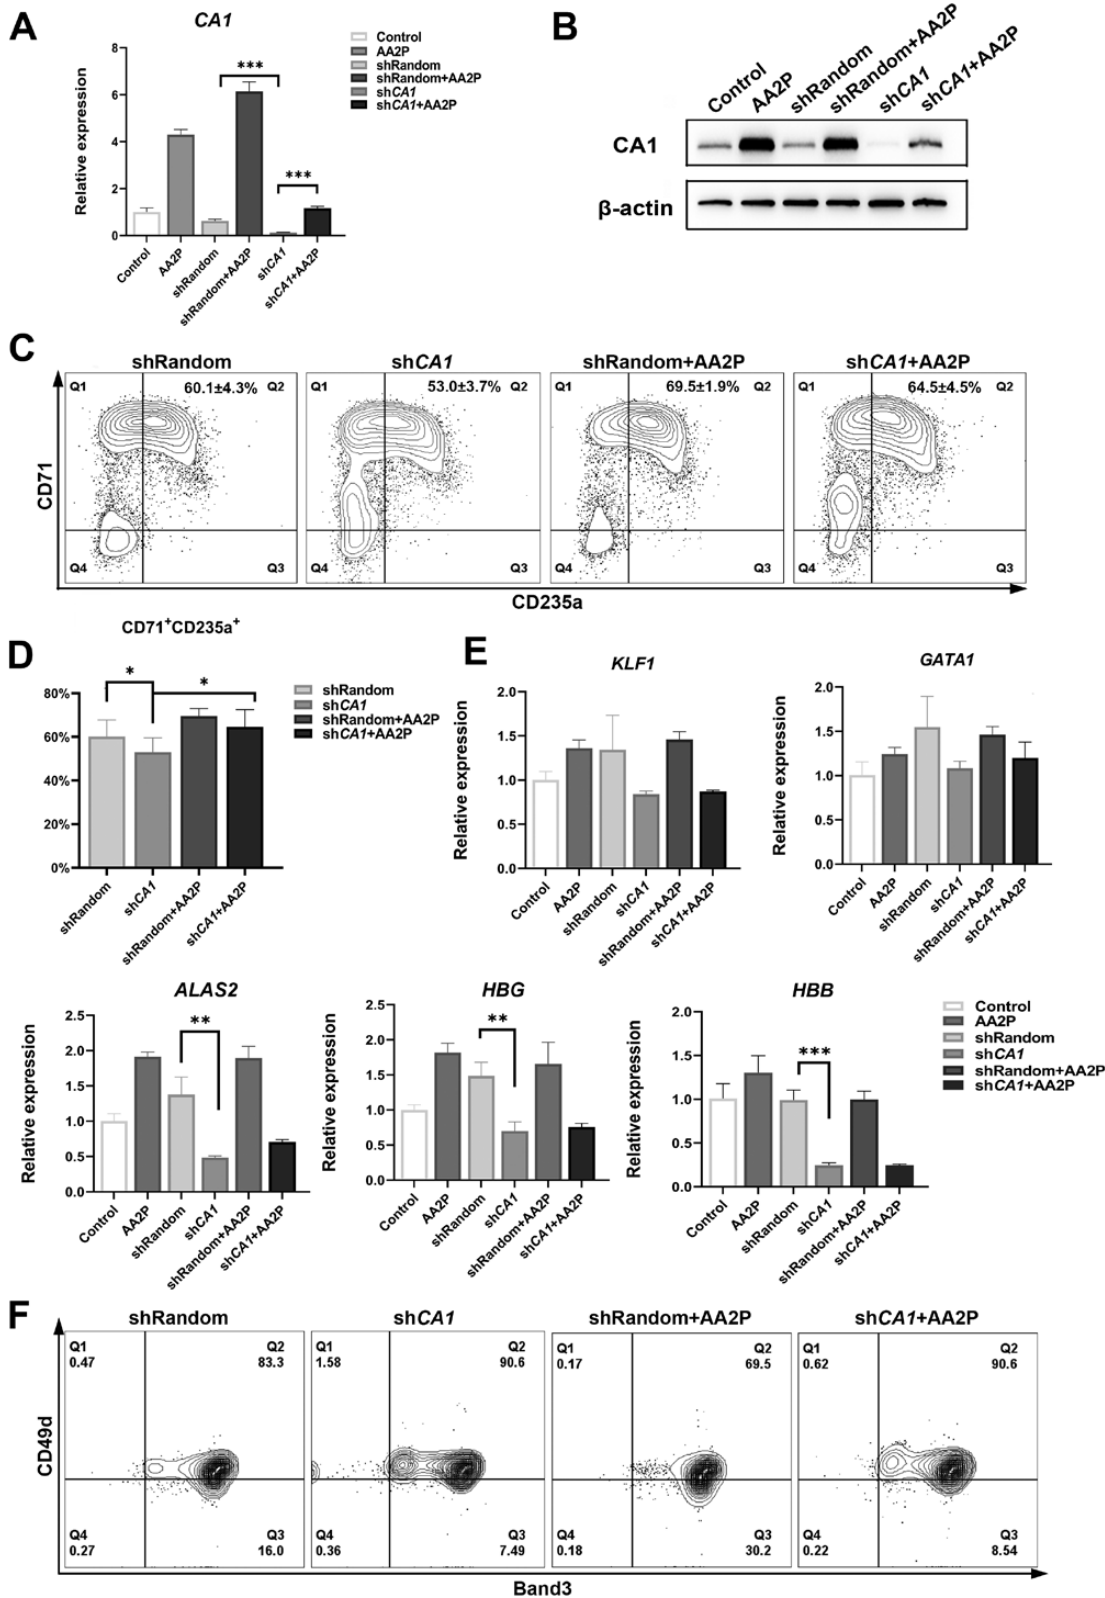 A
CA1
Relative expression
8
6
4
2
0
***
***
Control
AA2P
shRandom
shRandom+AA2P
shCA1
shCA1+AA2P
Control
AA2P
shRandom
shRandom+AA2P
shCA1
shCA1+AA2P
B
Control
AA2P
shRandom
shRandom+AA2P
shCA1
shCA1+AA2P
CA1
β-actin
C
shRandom
shCA1
shRandom+AA2P
shCA1+AA2P
Q1 60.1±4.3% Q2
Q4 Q3
Q1 53.0±3.7% Q2
Q4 Q3
Q1 69.5±1.9% Q2
Q4 Q3
Q1 64.5±4.5% Q2
Q4 Q3
CD71
CD235a
D
CD71+CD235a+
*
*
80%
60%
40%
20%
0%
shRandom
shCA1
shRandom+AA2P
shCA1+AA2P
shRandom
shCA1
shRandom+AA2P
shCA1+AA2P
E
KLF1
Relative expression
2.0
1.5
1.0
0.5
0.0
Control
AA2P
shRandom
shCA1
shRandom+AA2P
shCA1+AA2P
GATA1
Relative expression
2.0
1.5
1.0
0.5
0.0
Control
AA2P
shRandom
shCA1
shRandom+AA2P
shCA1+AA2P
ALAS2
Relative expression
2.5
2.0
1.5
1.0
0.5
0.0
**
Control
AA2P
shRandom
shCA1
shRandom+AA2P
shCA1+AA2P
HBG
Relative expression
2.5
2.0
1.5
1.0
0.5
0.0
**
Control
AA2P
shRandom
shCA1
shRandom+AA2P
shCA1+AA2P
HBB
Relative expression
2.0
1.5
1.0
0.5
0.0
***
Control
AA2P
shRandom
shCA1
shRandom+AA2P
shCA1+AA2P
Control
AA2P
shRandom
shCA1
shRandom+AA2P
shCA1+AA2P
F
shRandom
shCA1
shRandom+AA2P
shCA1+AA2P
Q1 Q2
0.47 83.3
Q4 Q3
0.27 16.0
Q1 Q2
1.58 90.6
Q4 Q3
0.36 7.49
Q1 Q2
0.17 69.5
Q4 Q3
0.18 30.2
Q1 Q2
0.62 90.6
Q4 Q3
0.22 8.54
CD49d
Band3